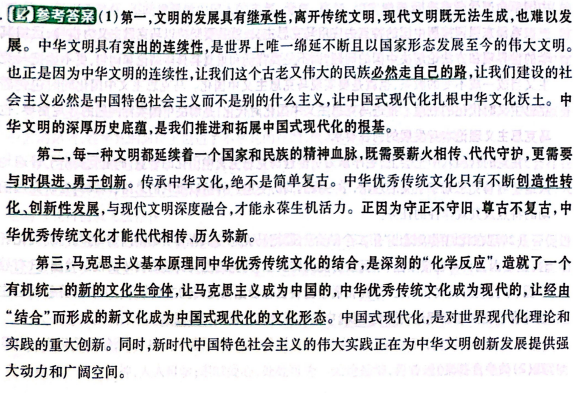 参考答案(1)第一,文明的发展具有继承性,离开传统文明,现代文明既无法生成,也难以发
展。中华文明具有突出的连续性,是世界上唯一绵延不断且以国家形态发展至今的伟大文明。
也正是因为中华文明的连续性,让我们这个古老又伟大的民族必然走自己的路,让我们建设的社
会主义必然是中国特色社会主义而不是别的什么主义,让中国式现代化扎根中华文化沃土。中
华文明的深厚历史底蕴,是我们推进和拓展中国式现代化的根基。
第二,每一种文明都延续着一个国家和民族的精神血脉,既需要薪火相传、代代守护,更需要
与时俱进、勇于创新。传承中华文化,绝不是简单复古。中华优秀传统文化只有不断创造性转
化、创新性发展,与现代文明深度融合,才能永葆生机活力。正因为守正不守旧、尊古不复古,中
华优秀传统文化才能代代相传、历久弥新。
第三,马克思主义基本原理同中华优秀传统文化的结合,是深刻的“化学反应”,造就了一个
有机统一的新的文化生命体,让马克思主义成为中国的,中华优秀传统文化成为现代的,让经由
“结合”而形成的新文化成为中国式现代化的文化形态。中国式现代化,是对世界现代化理论和
实践的重大创新。同时,新时代中国特色社会主义的伟大实践正在为中华文明创新发展提供强
大动力和广阔空间。